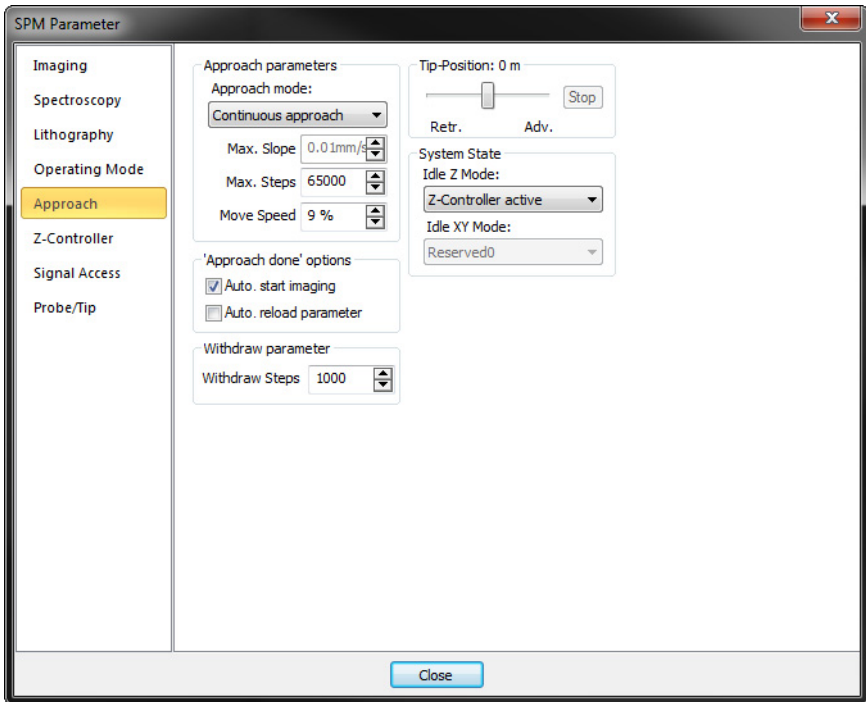 SPM Parameter
Imaging
Spectroscopy
Lithography
Operating Mode
Approach
Z-Controller
Signal Access
Probe/Tip
Approach parameters
Approach mode:
Continuous approach
Max. Slope 0.01mm/s
Max. Steps 65000
Move Speed 9 %
'Approach done' options
Auto. start imaging
Auto. reload parameter
Withdraw parameter
Withdraw Steps 1000
Tip-Position: 0 m
Stop
Retr. Adv.
System State
Idle Z Mode:
Z-Controller active
Idle XY Mode:
Reserved0
Close